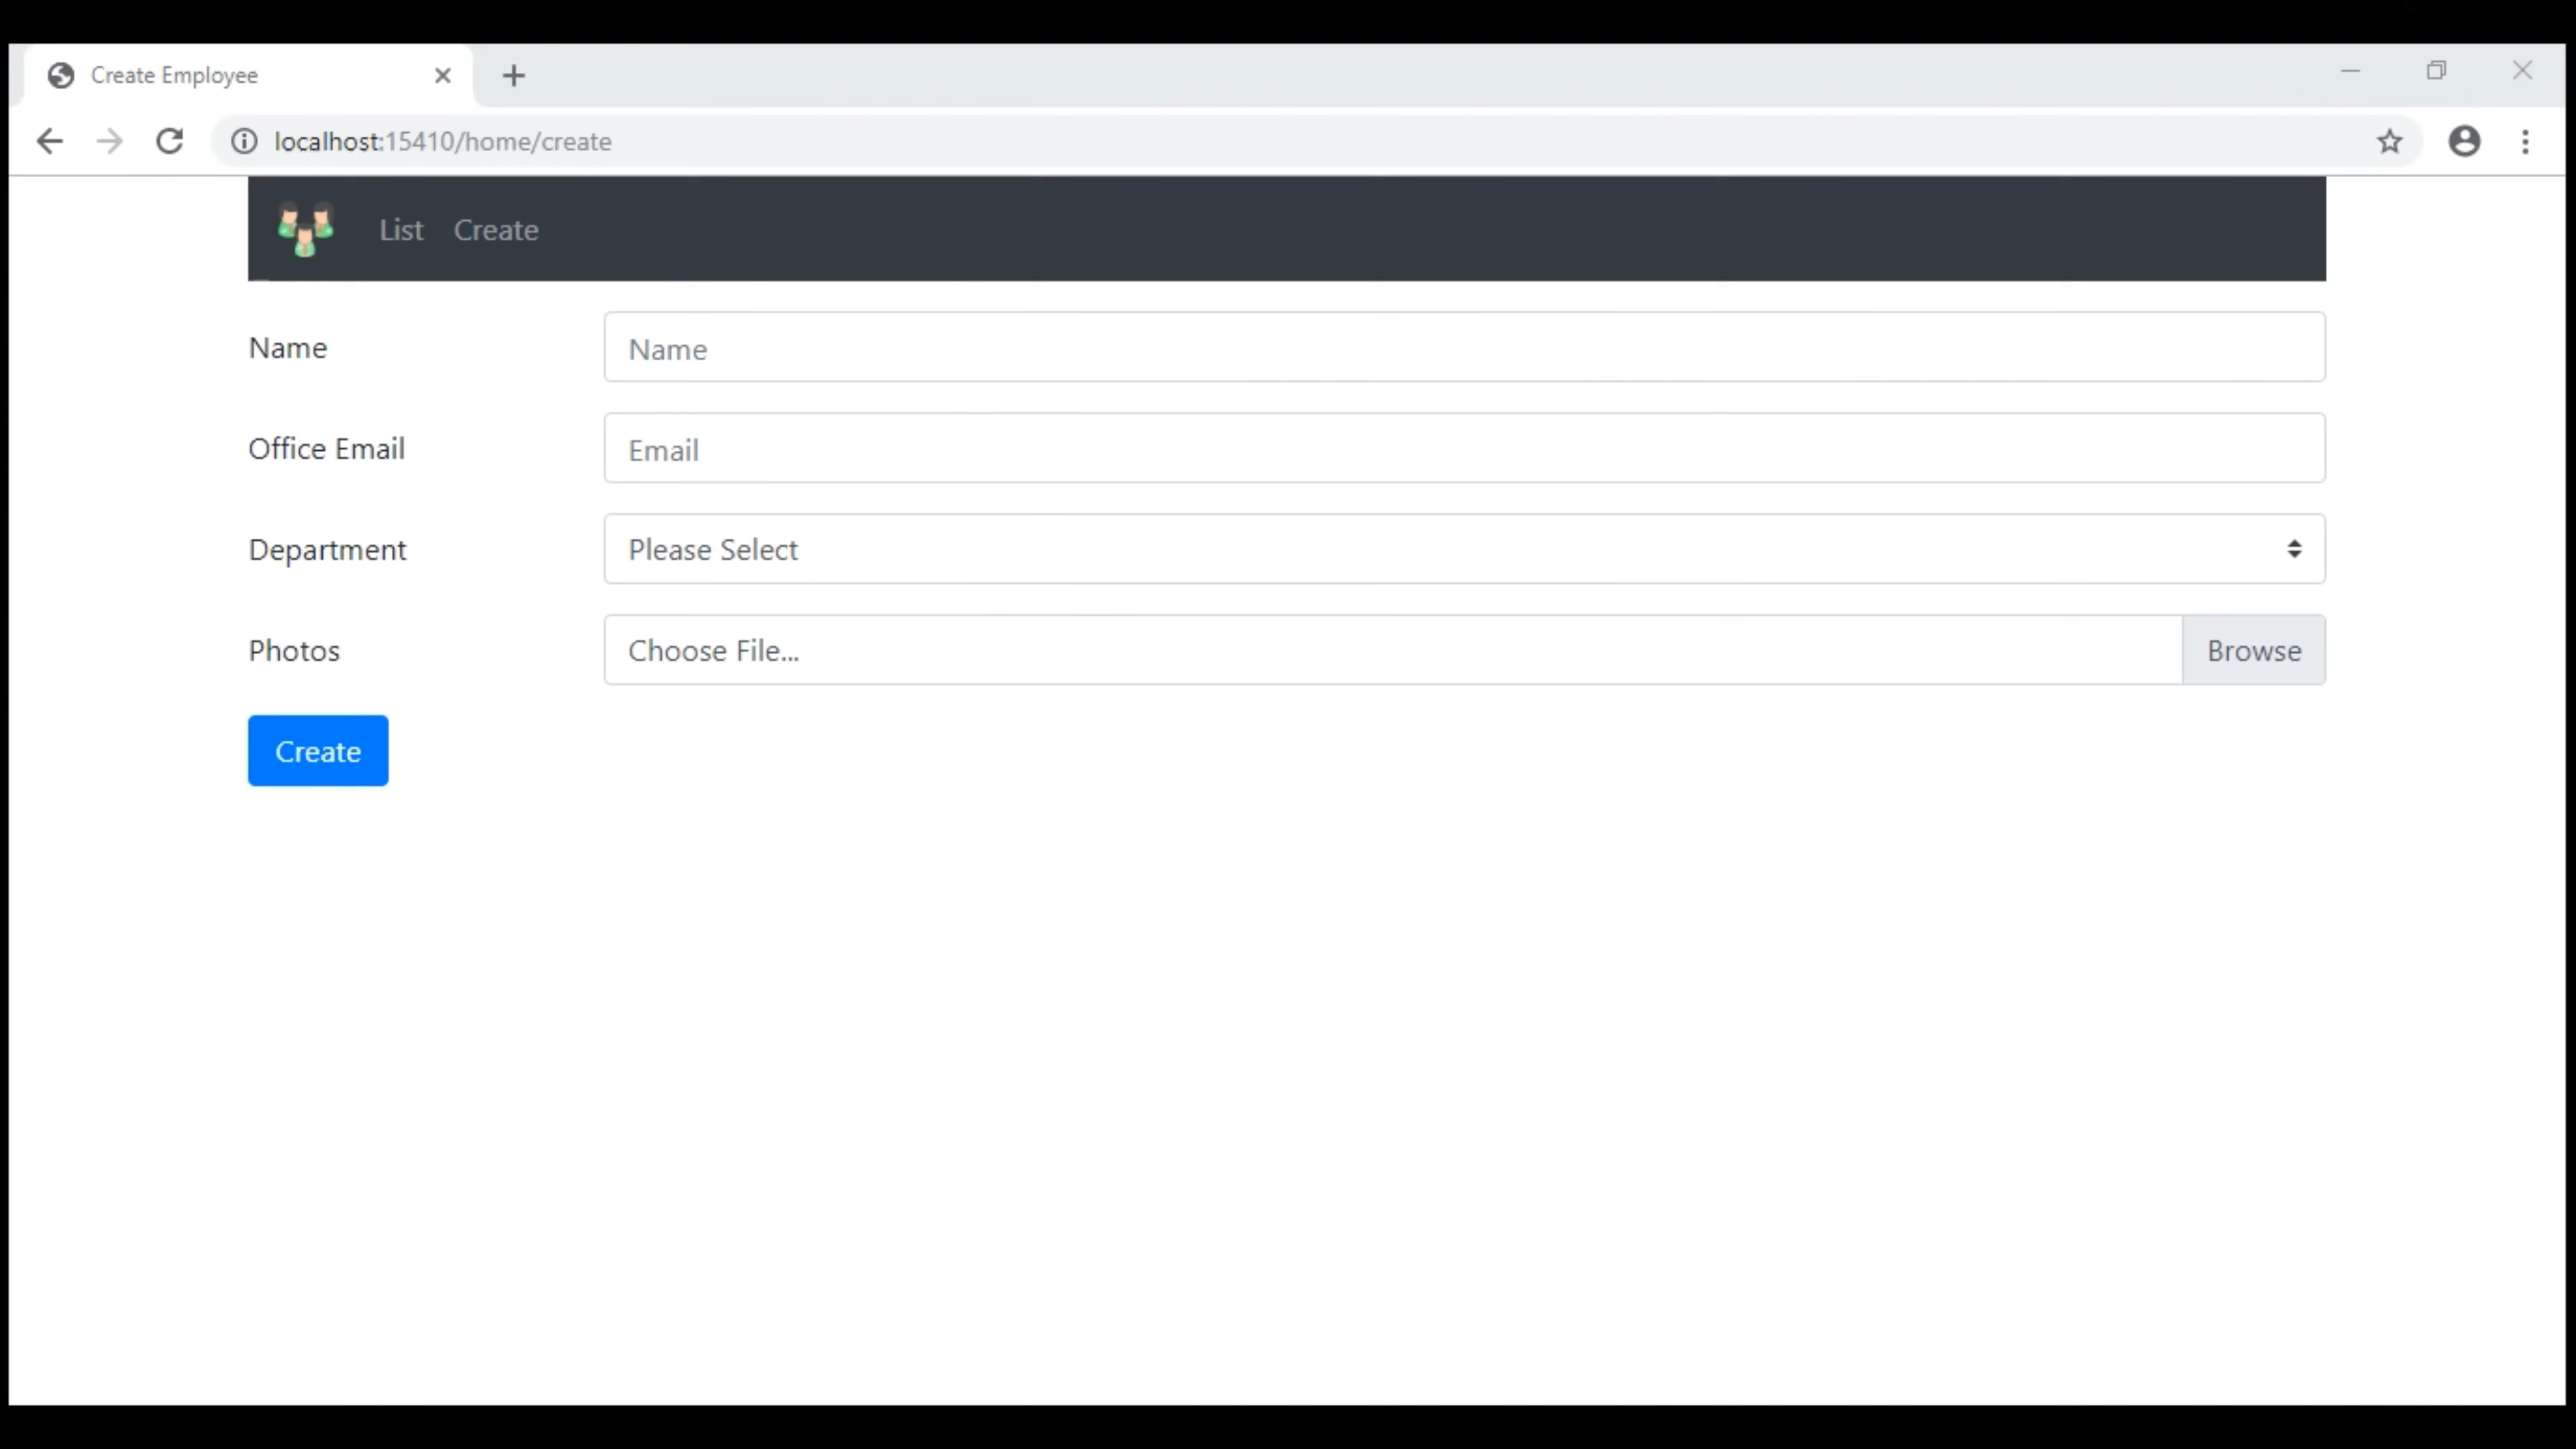 Create Employee
localhost:15410/home/create
List Create
Name Name
Office Email Email
Department Please Select
Photos Choose File... Browse
Create